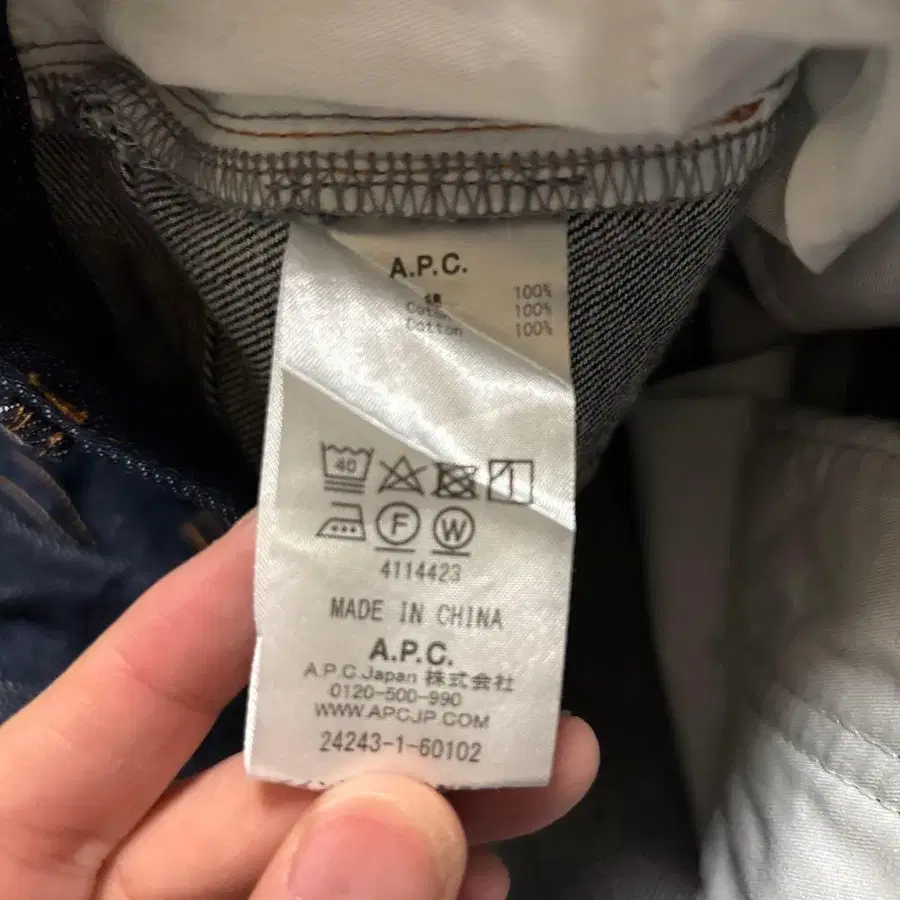 A.P.C.
綿 100%
Coton 100%
Cotton 100%
40
F W
4114423
MADE IN CHINA
A.P.C.
A.P.C.Japan 株式会社
0120-500-990
WWW.APCJP.COM
24243-1-60102